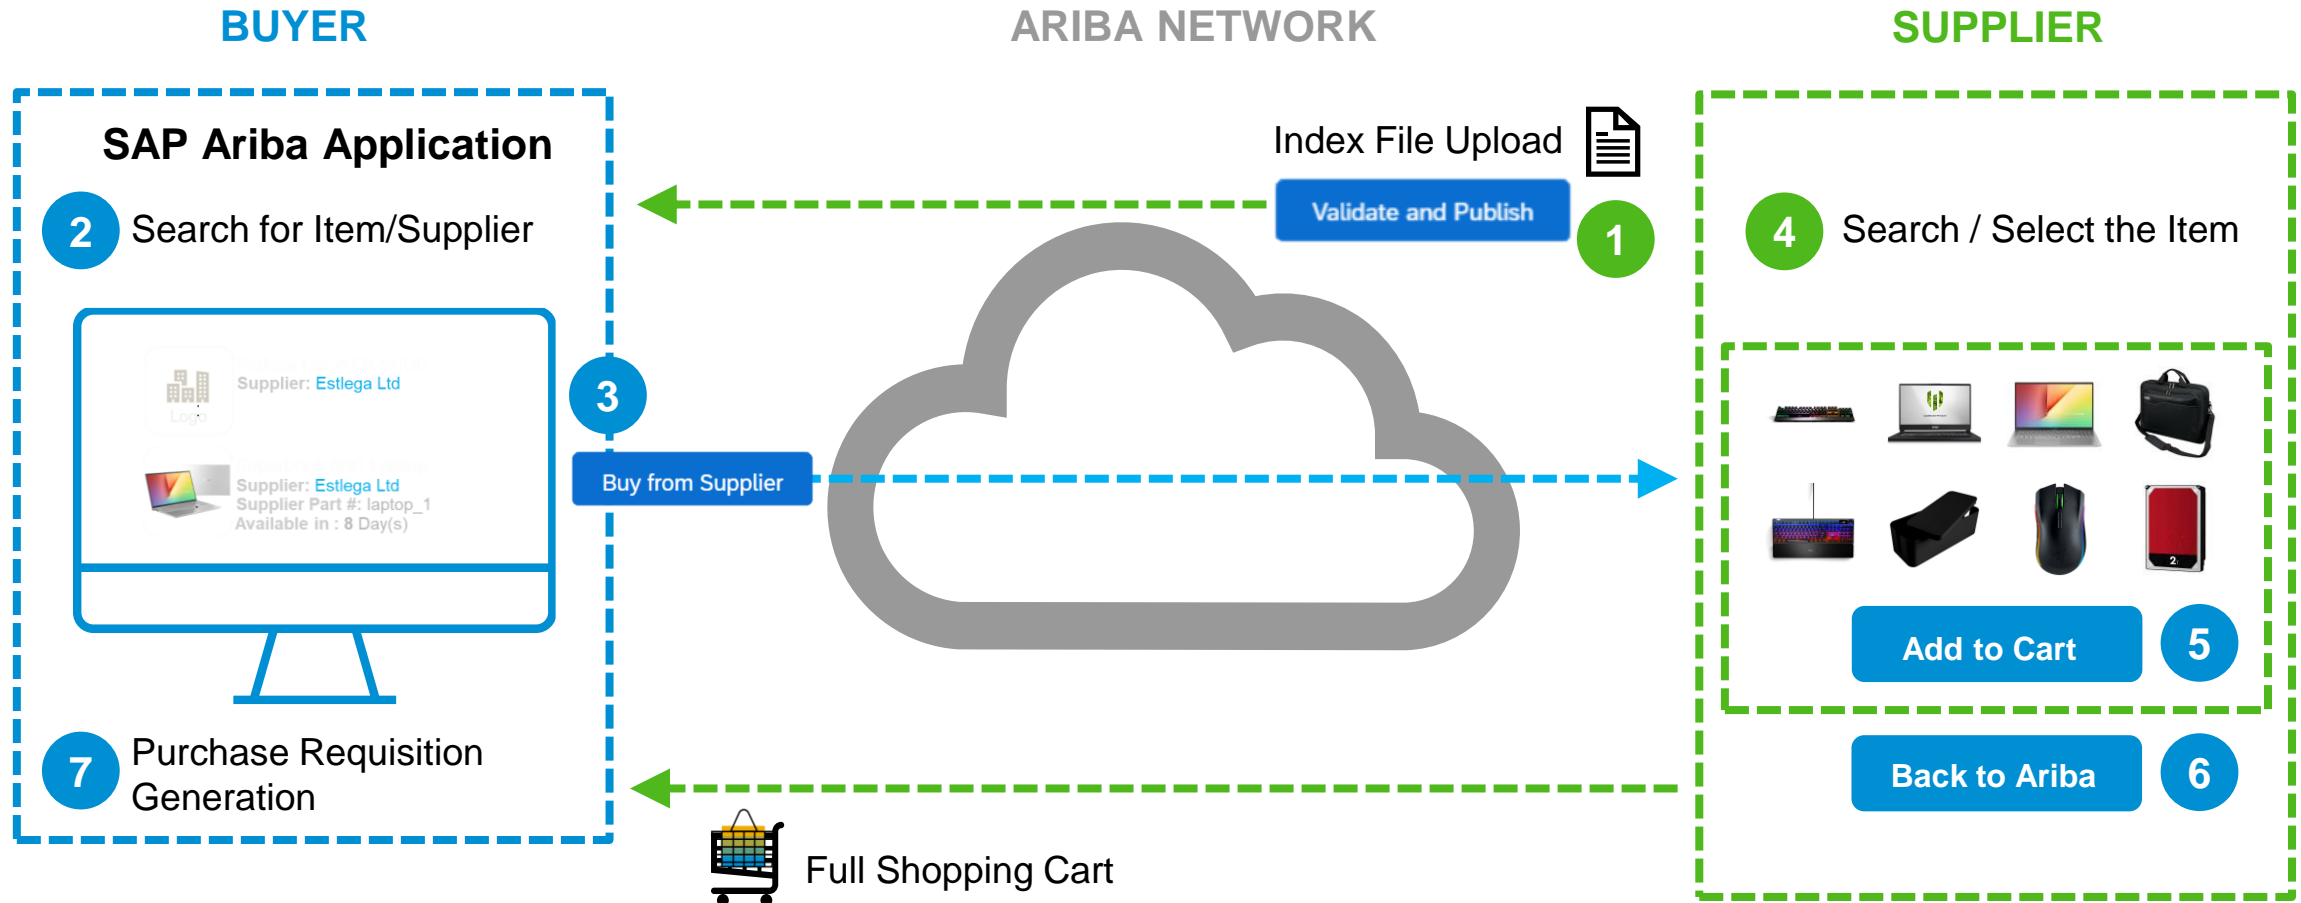 BUYER
ARIBA NETWORK
SUPPLIER
SAP Ariba Application
2
Search for Item/Supplier
Logo
Supplier: Estlega Ltd
Supplier: Estlega Ltd
Supplier Part #: laptop_1
Available in : 8 Day(s)
7
Purchase Requisition
Generation
3
Buy from Supplier
Index File Upload
Validate and Publish
1
Full Shopping Cart
4
Search / Select the Item
2
Add to Cart
5
Back to Ariba
6